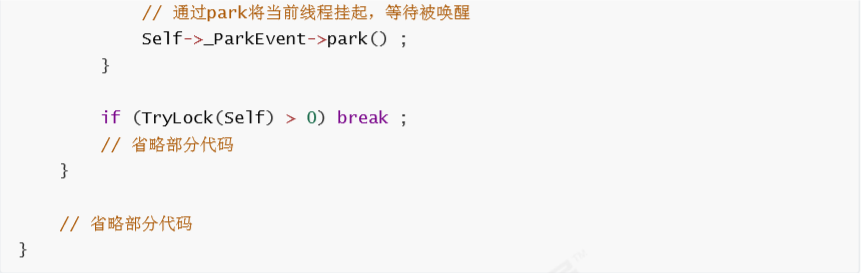 // 通过park将当前线程挂起，等待被唤醒
Self->_ParkEvent->park() ;
}
if (TryLock(Self) > 0) break ;
// 省略部分代码
}
// 省略部分代码
}